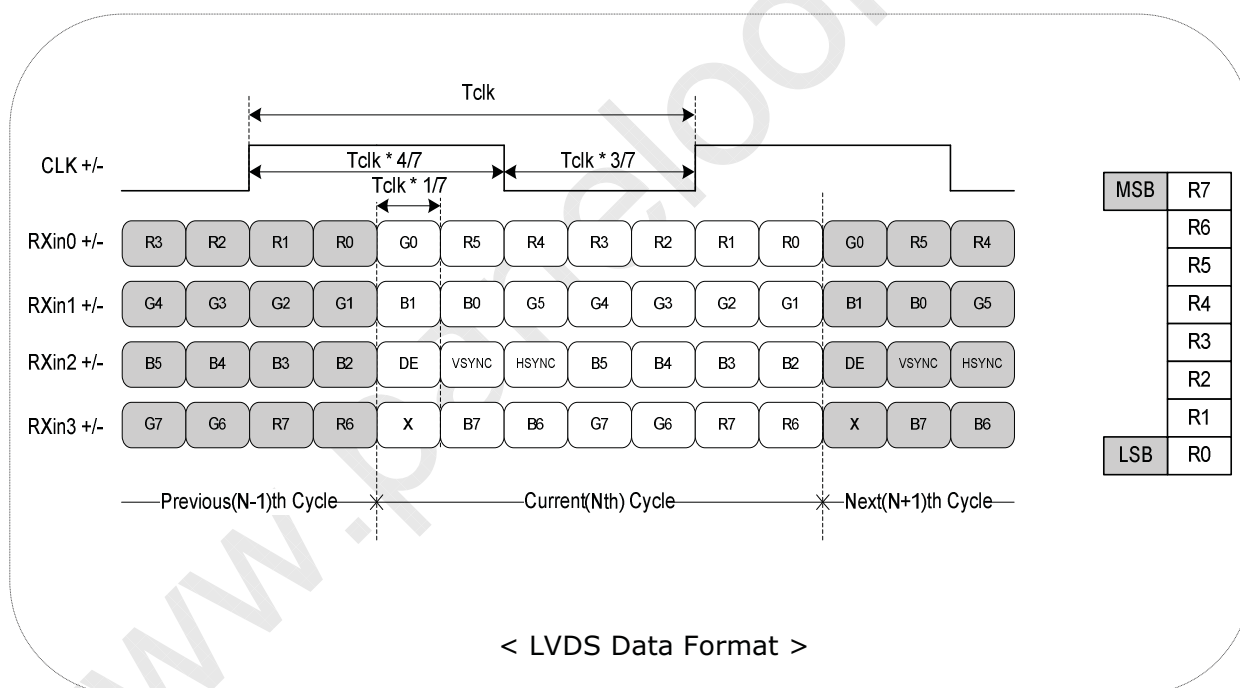 Tclk
CLK +/-
Tclk * 4/7
Tclk * 3/7
Tclk * 1/7
RXin0 +/- R3 R2 R1 R0 G0 R5 R4 R3 R2 R1 R0 G0 R5 R4
RXin1 +/- G4 G3 G2 G1 B1 B0 G5 G4 G3 G2 G1 B1 B0 G5
RXin2 +/- B5 B4 B3 B2 DE VSYNC HSYNC B5 B4 B3 B2 DE VSYNC HSYNC
RXin3 +/- G7 G6 R7 R6 X B7 B6 G7 G6 R7 R6 X B7 B6
Previous(N-1)th Cycle Current(Nth) Cycle Next(N+1)th Cycle
MSB R7
R6
R5
R4
R3
R2
R1
LSB R0
< LVDS Data Format >